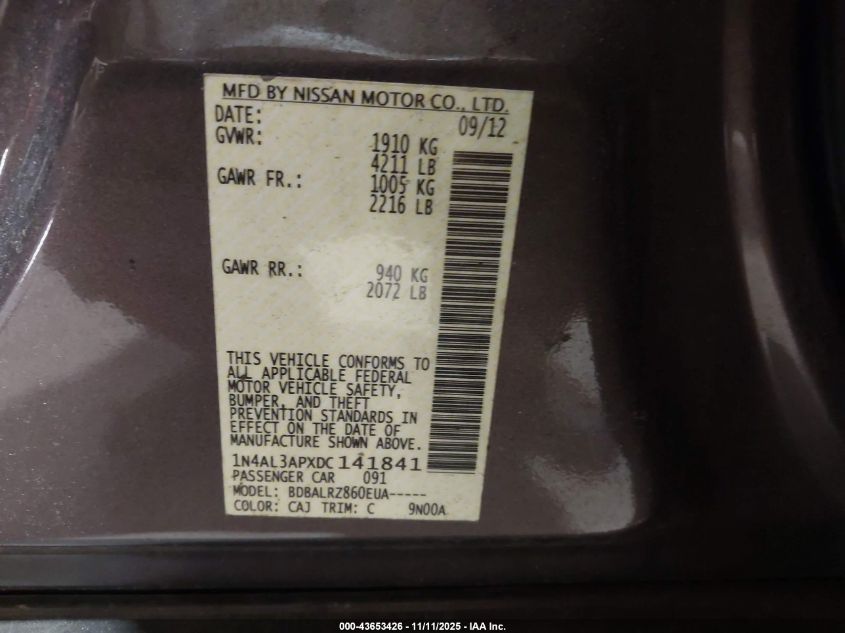 MFD BY NISSAN MOTOR CO., LTD.
DATE: 09/12
GVWR: 1910 KG
4211 LB
GAWR FR.: 1005 KG
2216 LB
GAWR RR.: 940 KG
2072 LB
THIS VEHICLE CONFORMS TO
ALL APPLICABLE FEDERAL
MOTOR VEHICLE SAFETY,
BUMPER, AND THEFT
PREVENTION STANDARDS IN
EFFECT ON THE DATE OF
MANUFACTURE SHOWN ABOVE.
1N4AL3APXDC141841
PASSENGER CAR 091
MODEL: BDBALRZ860EUA-----
COLOR: CAJ TRIM: C 9N00A
000-43653426 - 11/11/2025 - IAA Inc.